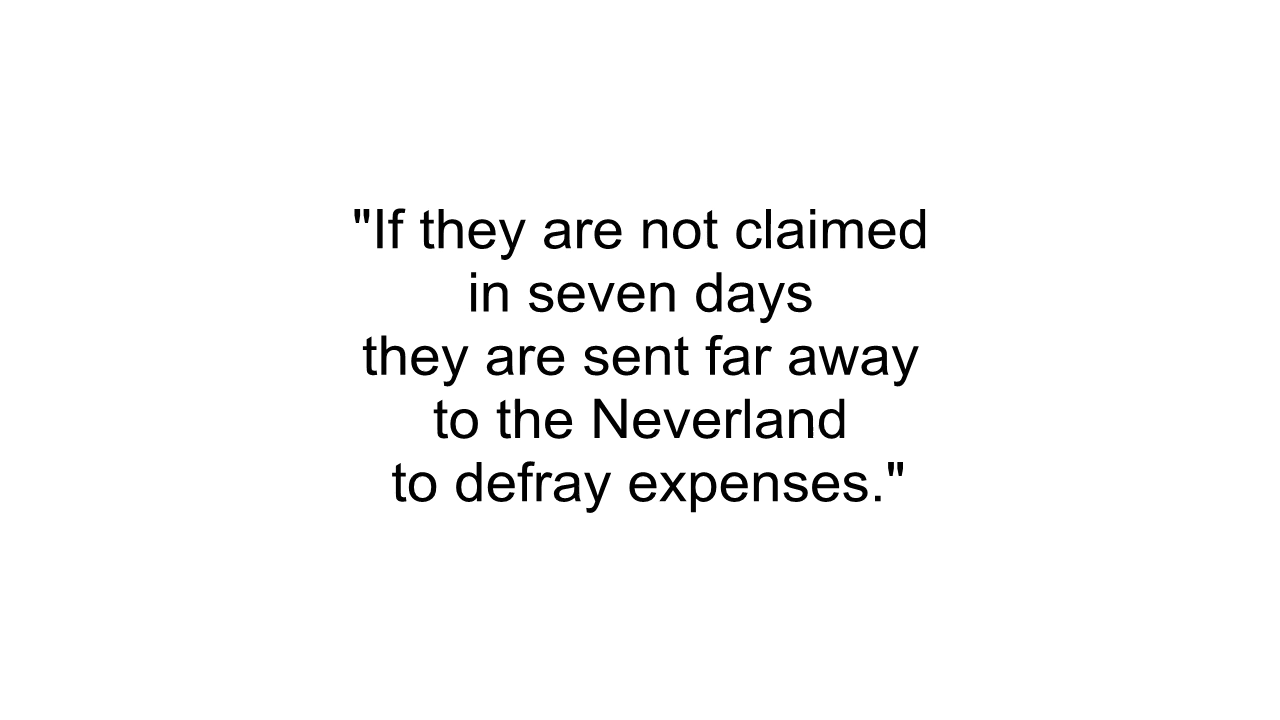 "If they are not claimed
in seven days
they are sent far away
to the Neverland
to defray expenses."